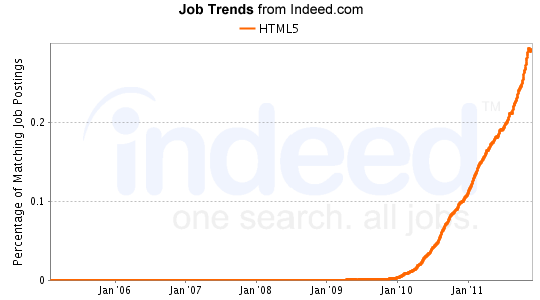 Job Trends from Indeed.com
HTML5
Percentage of Matching Job Postings
0.2
0.1
0
indeed™
one search. all jobs.
Jan '06 Jan '07 Jan '08 Jan '09 Jan '10 Jan '11